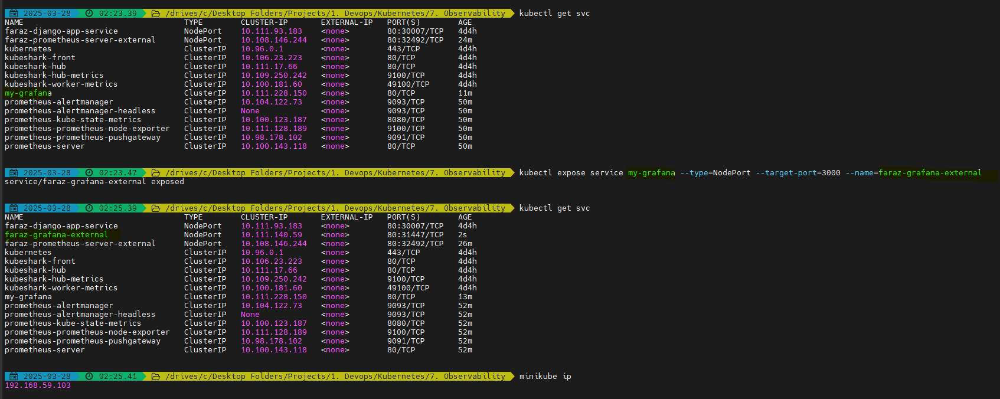 2025-03-28 02:23.39 /drives/c/Desktop Folders/Projects/1. Devops/Kubernetes/7. Observability kubectl get svc
NAME TYPE CLUSTER-IP EXTERNAL-IP PORT(S) AGE
faraz-django-app-service NodePort 10.111.93.183 <none> 80:30007/TCP 4d4h
faraz-prometheus-server-external NodePort 10.108.146.244 <none> 80:32492/TCP 24m
kubernetes ClusterIP 10.96.0.1 <none> 443/TCP 4d4h
kubeshark-front ClusterIP 10.106.23.223 <none> 80/TCP 4d4h
kubeshark-hub ClusterIP 10.111.17.66 <none> 80/TCP 4d4h
kubeshark-hub-metrics ClusterIP 10.109.250.242 <none> 9100/TCP 4d4h
kubeshark-worker-metrics ClusterIP 10.100.181.60 <none> 49100/TCP 4d4h
my-grafana ClusterIP 10.111.228.150 <none> 80/TCP 11m
prometheus-alertmanager ClusterIP 10.104.122.73 <none> 9093/TCP 50m
prometheus-alertmanager-headless ClusterIP None <none> 9093/TCP 50m
prometheus-kube-state-metrics ClusterIP 10.100.123.187 <none> 8080/TCP 50m
prometheus-prometheus-node-exporter ClusterIP 10.111.128.189 <none> 9100/TCP 50m
prometheus-prometheus-pushgateway ClusterIP 10.98.178.102 <none> 9091/TCP 50m
prometheus-server ClusterIP 10.100.143.118 <none> 80/TCP 50m
2025-03-28 02:23.47 /drives/c/Desktop Folders/Projects/1. Devops/Kubernetes/7. Observability kubectl expose service my-grafana --type=NodePort --target-port=3000 --name=faraz-grafana-external
service/faraz-grafana-external exposed
2025-03-28 02:25.39 /drives/c/Desktop Folders/Projects/1. Devops/Kubernetes/7. Observability kubectl get svc
NAME TYPE CLUSTER-IP EXTERNAL-IP PORT(S) AGE
faraz-django-app-service NodePort 10.111.93.183 <none> 80:30007/TCP 4d4h
faraz-grafana-external NodePort 10.111.140.59 <none> 80:31447/TCP 2s
faraz-prometheus-server-external NodePort 10.108.146.244 <none> 80:32492/TCP 26m
kubernetes ClusterIP 10.96.0.1 <none> 443/TCP 4d4h
kubeshark-front ClusterIP 10.106.23.223 <none> 80/TCP 4d4h
kubeshark-hub ClusterIP 10.111.17.66 <none> 80/TCP 4d4h
kubeshark-hub-metrics ClusterIP 10.109.250.242 <none> 9100/TCP 4d4h
kubeshark-worker-metrics ClusterIP 10.100.181.60 <none> 49100/TCP 4d4h
my-grafana ClusterIP 10.111.228.150 <none> 80/TCP 13m
prometheus-alertmanager ClusterIP 10.104.122.73 <none> 9093/TCP 52m
prometheus-alertmanager-headless ClusterIP None <none> 9093/TCP 52m
prometheus-kube-state-metrics ClusterIP 10.100.123.187 <none> 8080/TCP 52m
prometheus-prometheus-node-exporter ClusterIP 10.111.128.189 <none> 9100/TCP 52m
prometheus-prometheus-pushgateway ClusterIP 10.98.178.102 <none> 9091/TCP 52m
prometheus-server ClusterIP 10.100.143.118 <none> 80/TCP 52m
2025-03-28 02:25.41 /drives/c/Desktop Folders/Projects/1. Devops/Kubernetes/7. Observability minikube ip
192.168.59.103